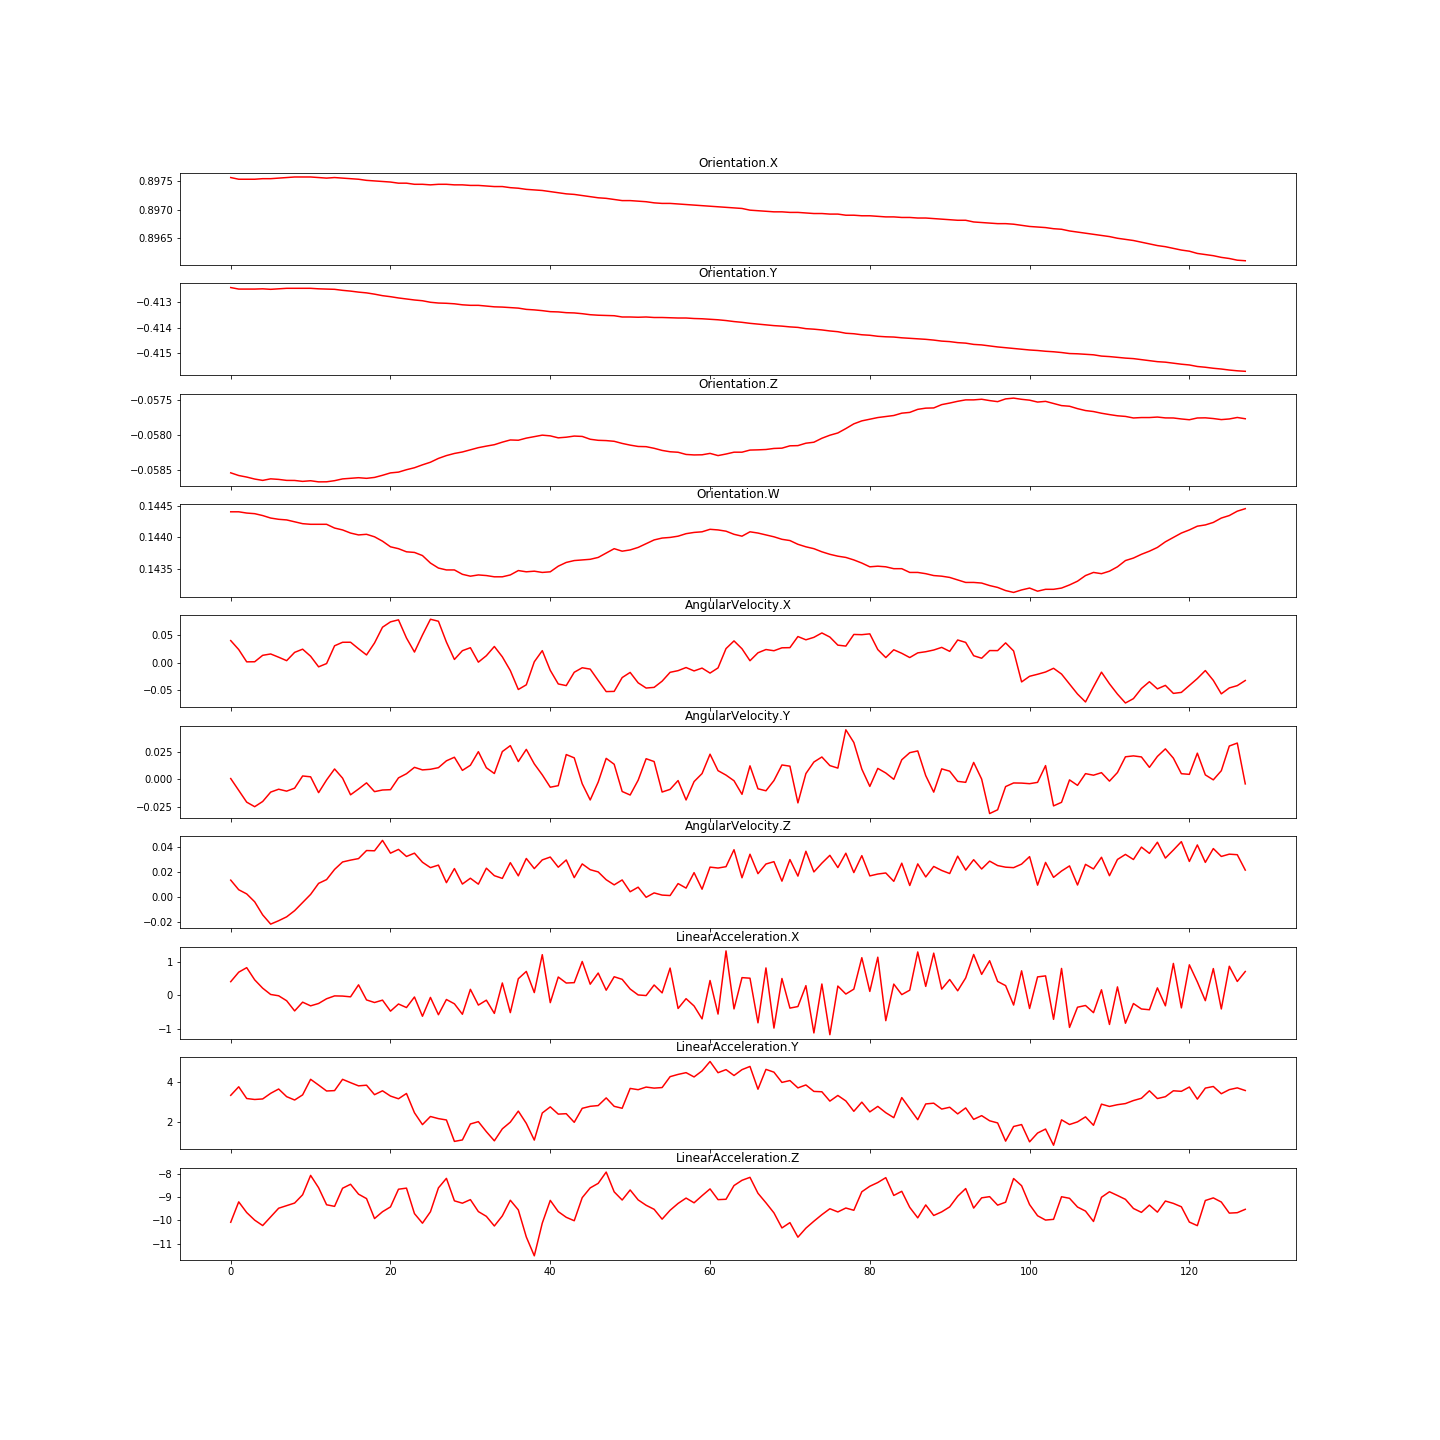 Orientation.X
0.8975
0.8970
0.8965
Orientation.Y
−0.413
−0.414
−0.415
Orientation.Z
−0.0575
−0.0580
−0.0585
Orientation.W
0.1445
0.1440
0.1435
AngularVelocity.X
0.05
0.00
−0.05
AngularVelocity.Y
0.025
0.000
−0.025
AngularVelocity.Z
0.04
0.02
0.00
−0.02
LinearAcceleration.X
1
0
−1
LinearAcceleration.Y
4
2
LinearAcceleration.Z
−8
−9
−10
−11
0 20 40 60 80 100 120